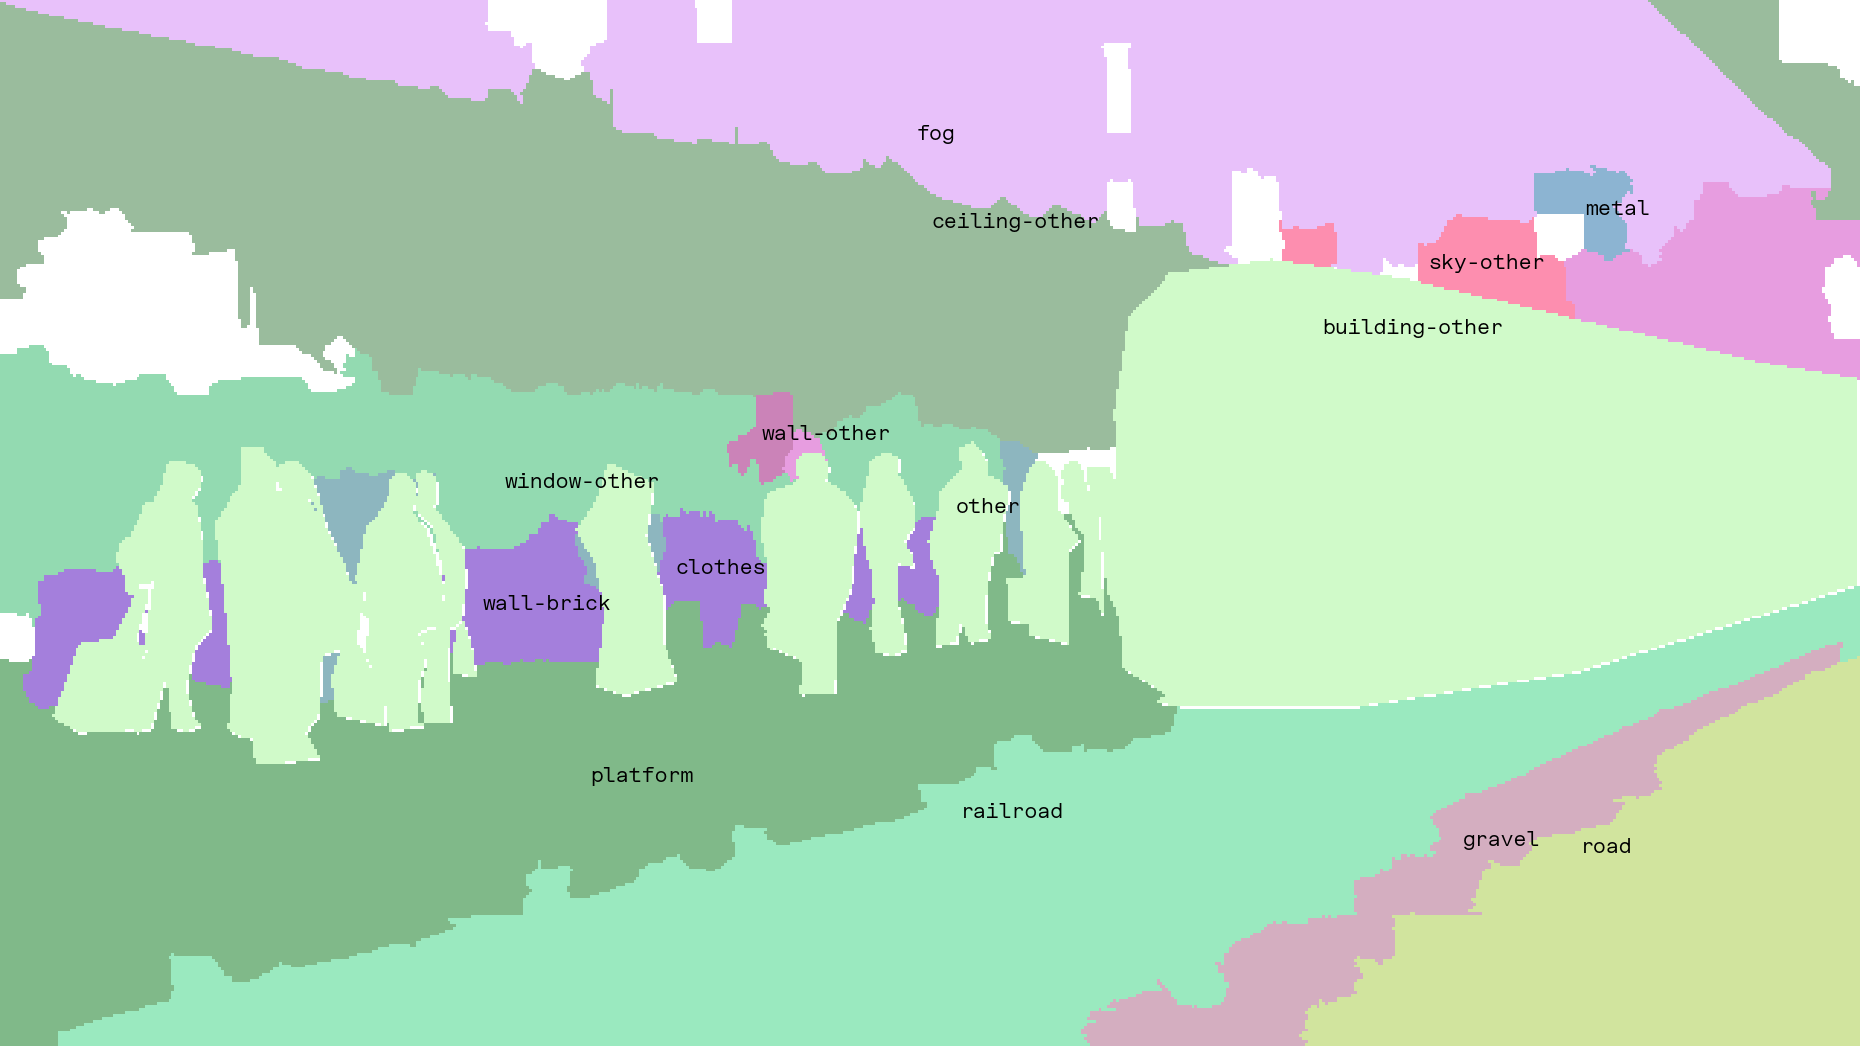 fog
metal
ceiling-other
sky-other
building-other
wall-other
window-other
other
clothes
wall-brick
platform
railroad
gravel
road